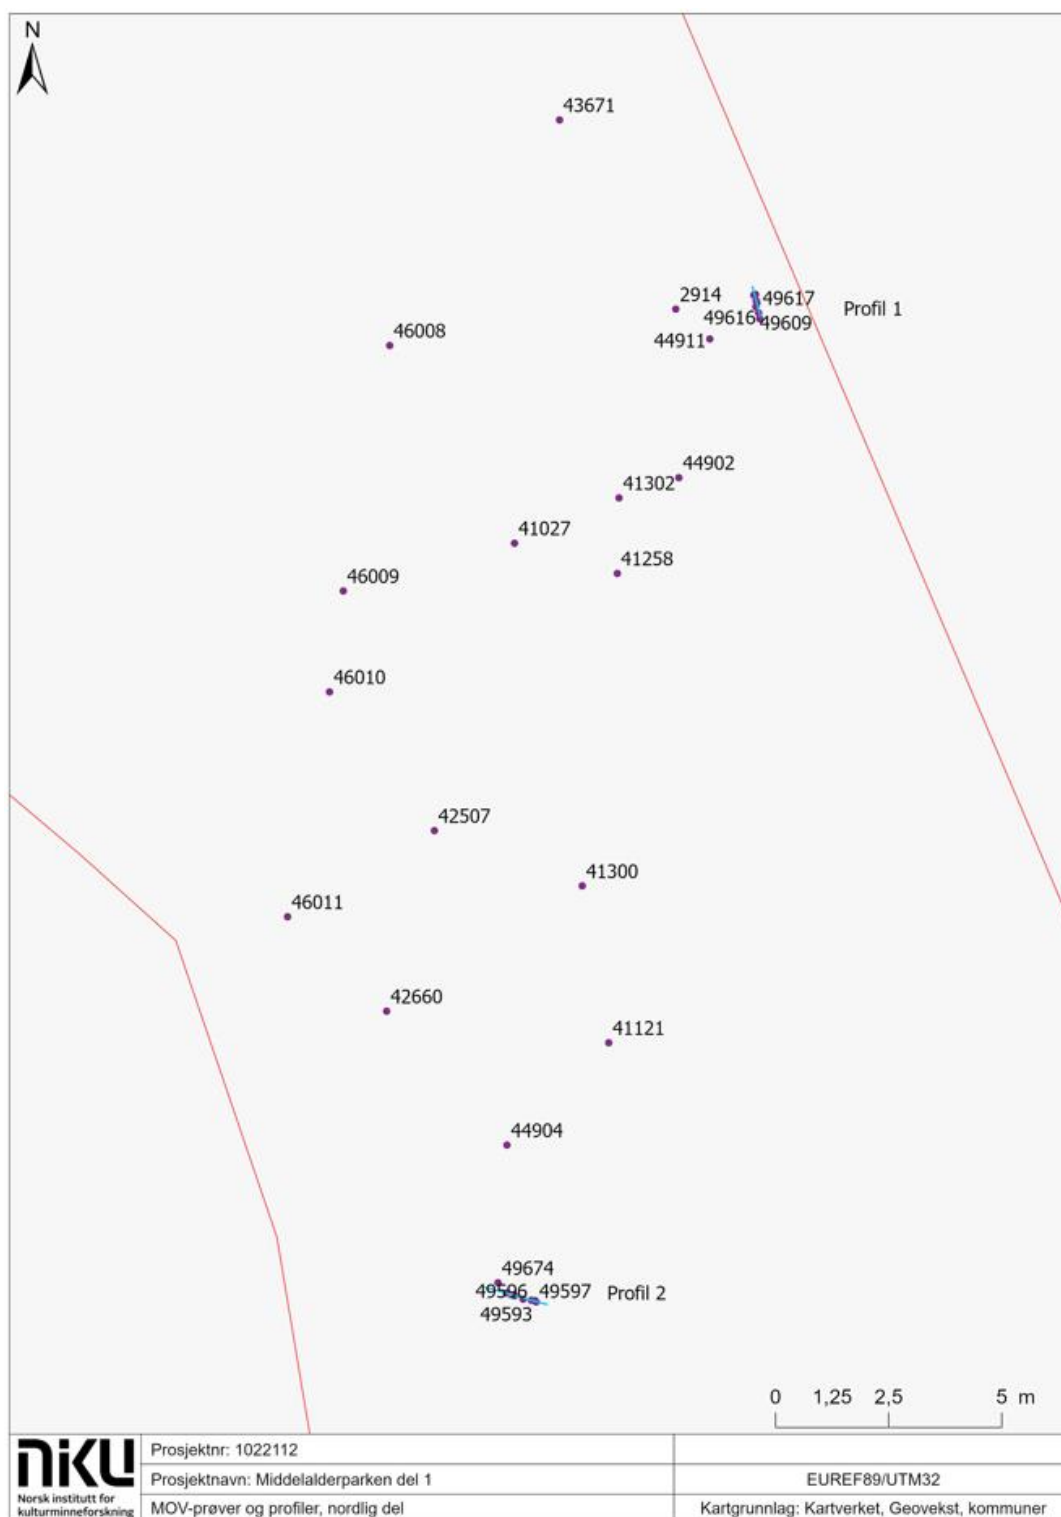 N
43671
2914
49617
Profil 1
49616
49609
44911
46008
44902
41302
41027
41258
46009
46010
42507
41300
46011
42660
41121
44904
49674
49596
49597
Profil 2
49593
0 1,25 2,5 5 m
NIKU
Norsk institutt for
kulturminneforskning
Prosjektnr: 1022112
Prosjektnavn: Middelalderparken del 1
EUREF89/UTM32
MOV-prøver og profiler, nordlig del
Kartgrunnlag: Kartverket, Geovekst, kommuner